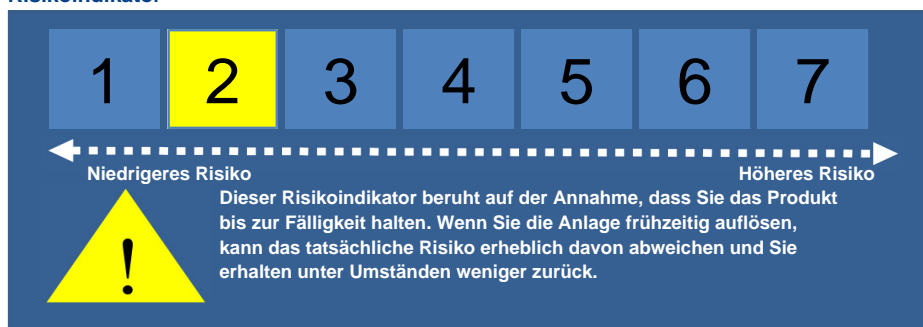 Risikoindikator
1 2 3 4 5 6 7
Niedrigeres Risiko Höheres Risiko
Dieser Risikoindikator beruht auf der Annahme, dass Sie das Produkt
bis zur Fälligkeit halten. Wenn Sie die Anlage frühzeitig auflösen,
kann das tatsächliche Risiko erheblich davon abweichen und Sie
erhalten unter Umständen weniger zurück.
!